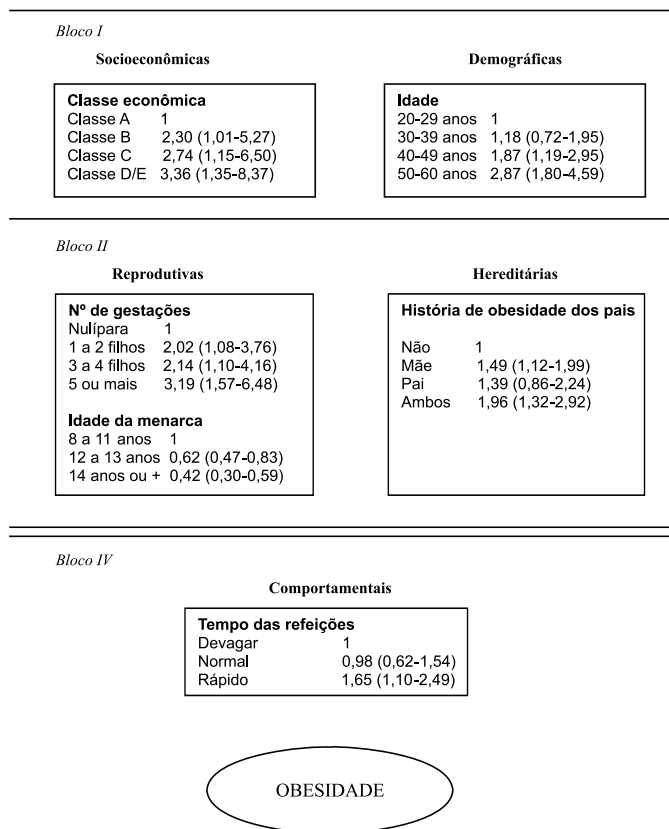 Bloco I
Socioeconômicas
Classe econômica
Classe A 1
Classe B 2,30 (1,01-5,27)
Classe C 2,74 (1,15-6,50)
Classe D/E 3,36 (1,35-8,37)
Demográficas
Idade
20-29 anos 1
30-39 anos 1,18 (0,72-1,95)
40-49 anos 1,87 (1,19-2,95)
50-60 anos 2,87 (1,80-4,59)
Bloco II
Reprodutivas
Nº de gestações
Nulípara 1
1 a 2 filhos 2,02 (1,08-3,76)
3 a 4 filhos 2,14 (1,10-4,16)
5 ou mais 3,19 (1,57-6,48)
Idade da menarca
8 a 11 anos 1
12 a 13 anos 0,62 (0,47-0,83)
14 anos ou + 0,42 (0,30-0,59)
Hereditárias
História de obesidade dos pais
Não 1
Mãe 1,49 (1,12-1,99)
Pai 1,39 (0,86-2,24)
Ambos 1,96 (1,32-2,92)
Bloco IV
Comportamentais
Tempo das refeições
Devagar 1
Normal 0,98 (0,62-1,54)
Rápido 1,65 (1,10-2,49)
OBESIDADE